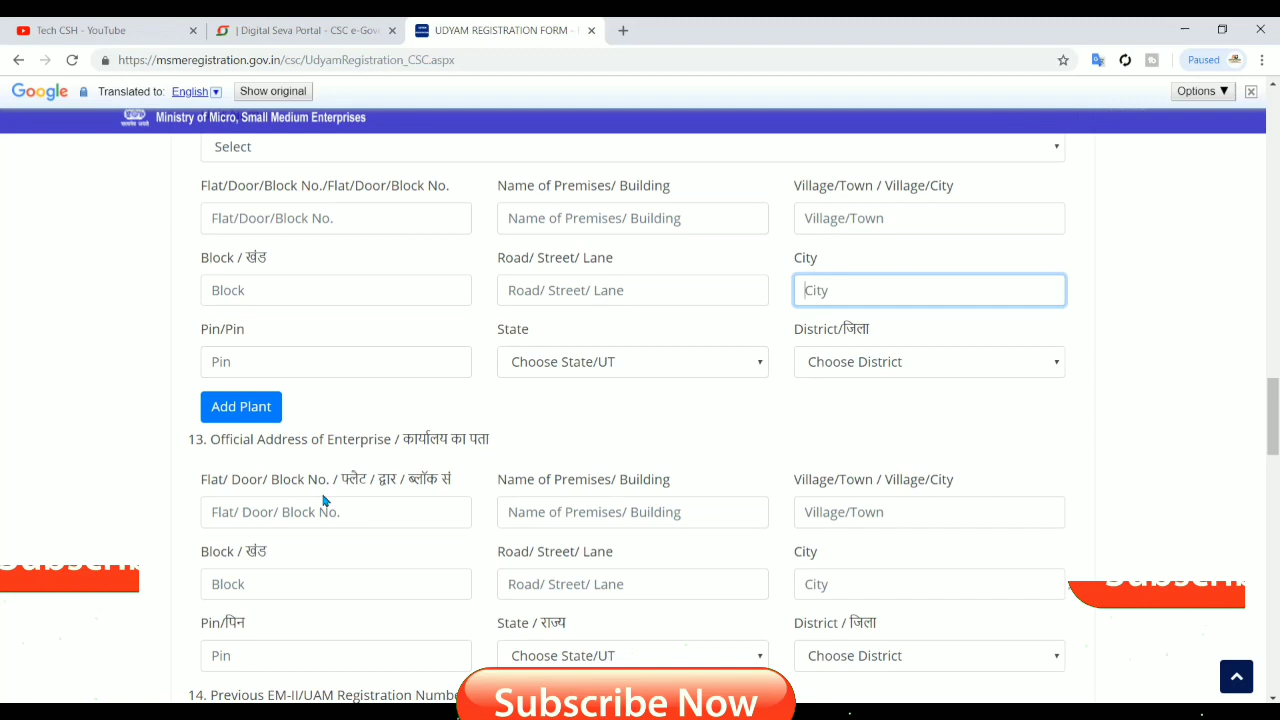 Tech CSH - YouTube
| Digital Seva Portal - CSC e-Gov
UDYAM REGISTRATION FORM -
https://msmeregistration.gov.in/csc/UdyamRegistration_CSC.aspx
Paused
Google Translated to: English Show original Options ▼
Ministry of Micro, Small Medium Enterprises
Select
Flat/Door/Block No./Flat/Door/Block No. Name of Premises/ Building Village/Town / Village/City
Flat/Door/Block No. Name of Premises/ Building Village/Town
Block / खंड Road/ Street/ Lane City
Block Road/ Street/ Lane City
Pin/Pin State District/जिला
Pin Choose State/UT Choose District
Add Plant
13. Official Address of Enterprise / कार्यालय का पता
Flat/ Door/ Block No. / फ्लैट / द्वार / ब्लॉक सं Name of Premises/ Building Village/Town / Village/City
Flat/ Door/ Block No. Name of Premises/ Building Village/Town
Block / खंड Road/ Street/ Lane City
Block Road/ Street/ Lane City
Pin/पिन State / राज्य District / जिला
Pin Choose State/UT Choose District
14. Previous EM-II/UAM Registration Numbe
Subscribe Now